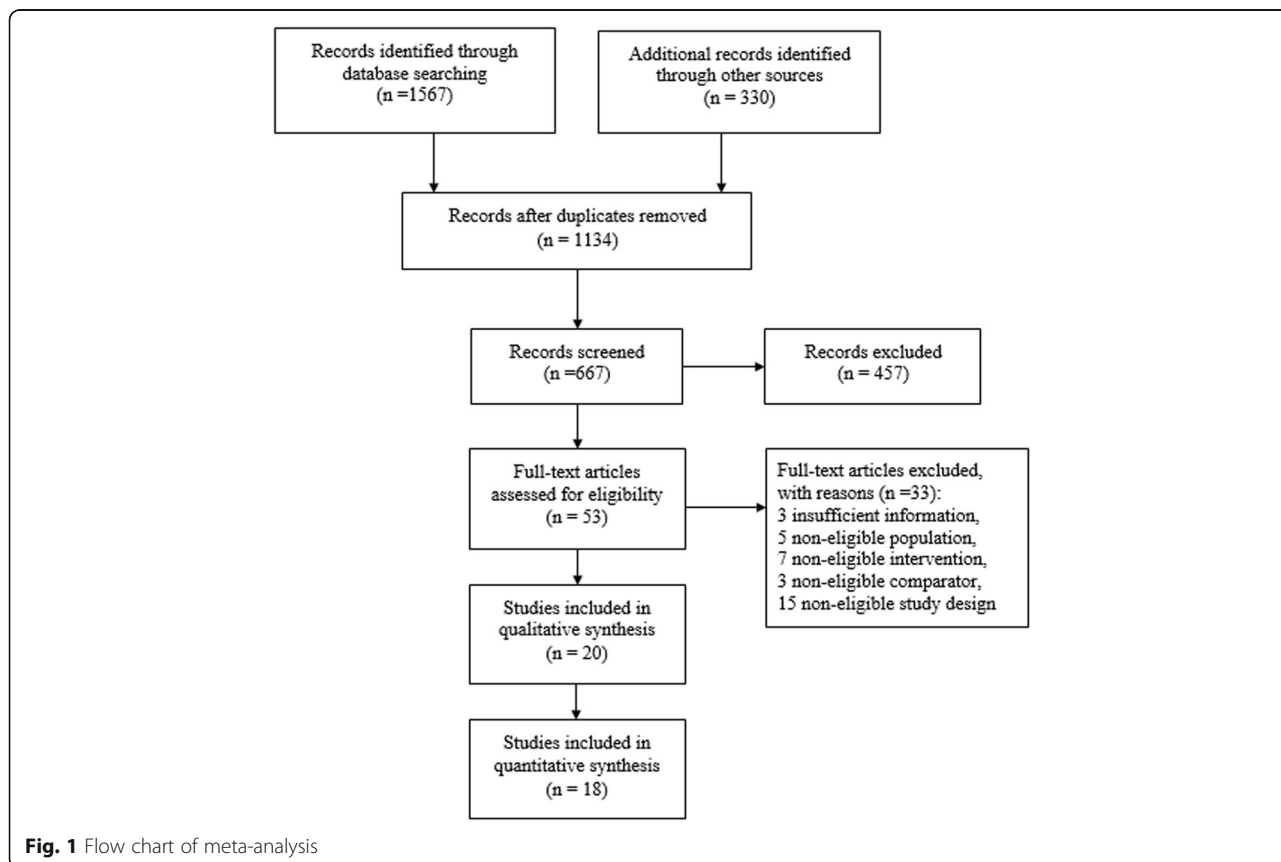 Records identified through
database searching
(n =1567)
Additional records identified
through other sources
(n = 330)
Records after duplicates removed
(n = 1134)
Records screened
(n =667)
Records excluded
(n = 457)
Full-text articles
assessed for eligibility
(n = 53)
Full-text articles excluded,
with reasons (n =33):
3 insufficient information,
5 non-eligible population,
7 non-eligible intervention,
3 non-eligible comparator,
15 non-eligible study design
Studies included in
qualitative synthesis
(n = 20)
Studies included in
quantitative synthesis
(n = 18)
Fig. 1 Flow chart of meta-analysis